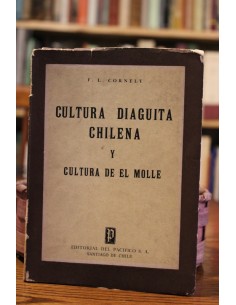 F. L. CORNELY
CULTURA DIAGUITA
CHILENA
Y
CULTURA DE EL MOLLE
P
EDITORIAL DEL PACIFICO S. A.
SANTIAGO DE CHILE